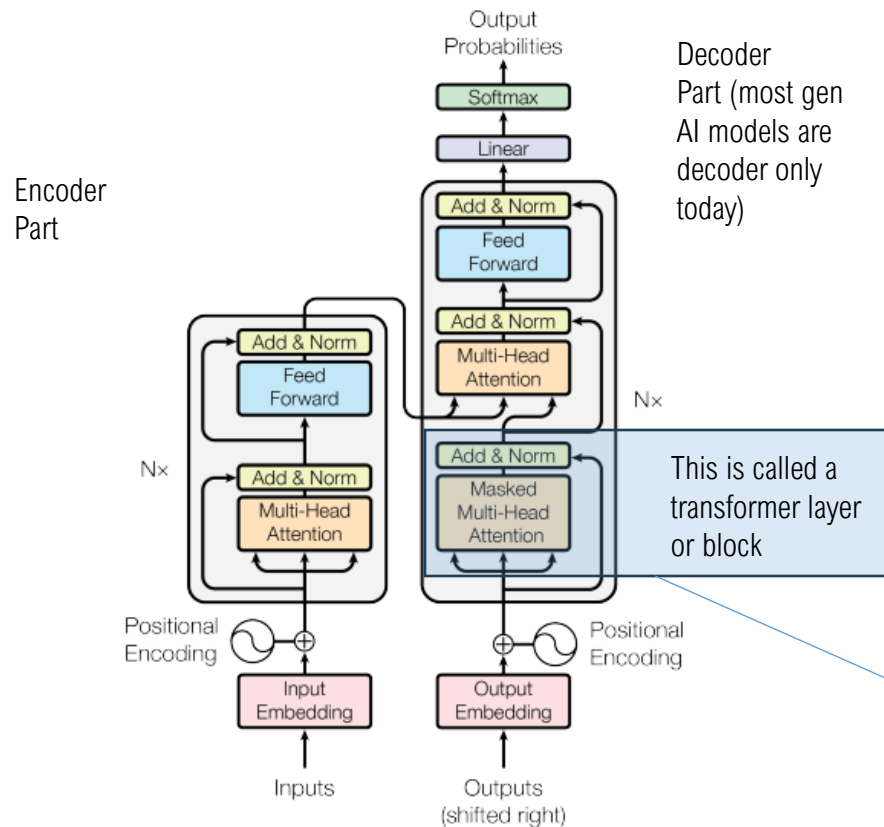 Output
Probabilities
Softmax
Linear
Decoder
Part (most gen
AI models are
decoder only
today)
Encoder
Part
Add & Norm
Feed
Forward
Add & Norm
Multi-Head
Attention
Nx
Add & Norm
Masked
Multi-Head
Attention
This is called a
transformer layer
or block
Add & Norm
Feed
Forward
Nx
Add & Norm
Multi-Head
Attention
Positional
Encoding
Positional
Encoding
Input
Embedding
Output
Embedding
Inputs
Outputs
(shifted right)